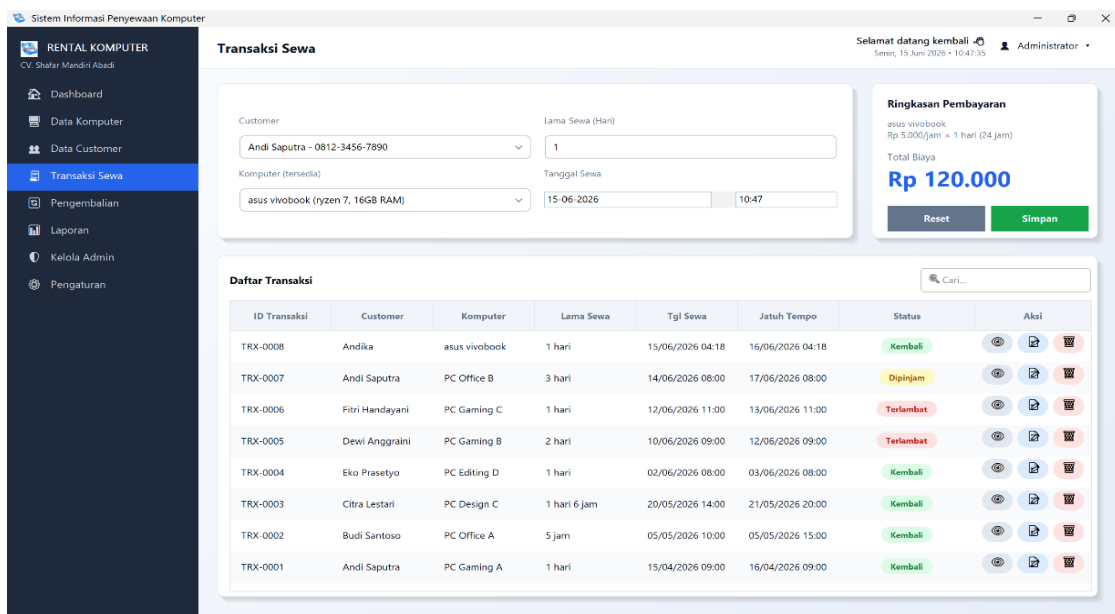 Sistem Informasi Penyewaan Komputer
RENTAL KOMPUTER
CV. Shafar Mandiri Abadi
Dashboard
Data Komputer
Data Customer
Transaksi Sewa
Pengembalian
Laporan
Kelola Admin
Pengaturan
Transaksi Sewa
Selamat datang kembali
Senin, 15 Juni 2026 • 10:47:35
Administrator
Customer
Andi Saputra - 0812-3456-7890
Lama Sewa (Hari)
1
Komputer (tersedia)
asus vivobook (ryzen 7, 16GB RAM)
Tanggal Sewa
15-06-2026 10:47
Ringkasan Pembayaran
asus vivobook
Rp 5.000/jam × 1 hari (24 jam)
Total Biaya
Rp 120.000
Reset Simpan
Daftar Transaksi
Cari...
ID Transaksi Customer Komputer Lama Sewa Tgl Sewa Jatuh Tempo Status Aksi
TRX-0008 Andika asus vivobook 1 hari 15/06/2026 04:18 16/06/2026 04:18 Kembali
TRX-0007 Andi Saputra PC Office B 3 hari 14/06/2026 08:00 17/06/2026 08:00 Dipinjam
TRX-0006 Fitri Handayani PC Gaming C 1 hari 12/06/2026 11:00 13/06/2026 11:00 Terlambat
TRX-0005 Dewi Anggraini PC Gaming B 2 hari 10/06/2026 09:00 12/06/2026 09:00 Terlambat
TRX-0004 Eko Prasetyo PC Editing D 1 hari 02/06/2026 08:00 03/06/2026 08:00 Kembali
TRX-0003 Citra Lestari PC Design C 1 hari 6 jam 20/05/2026 14:00 21/05/2026 20:00 Kembali
TRX-0002 Budi Santoso PC Office A 5 jam 05/05/2026 10:00 05/05/2026 15:00 Kembali
TRX-0001 Andi Saputra PC Gaming A 1 hari 15/04/2026 09:00 16/04/2026 09:00 Kembali